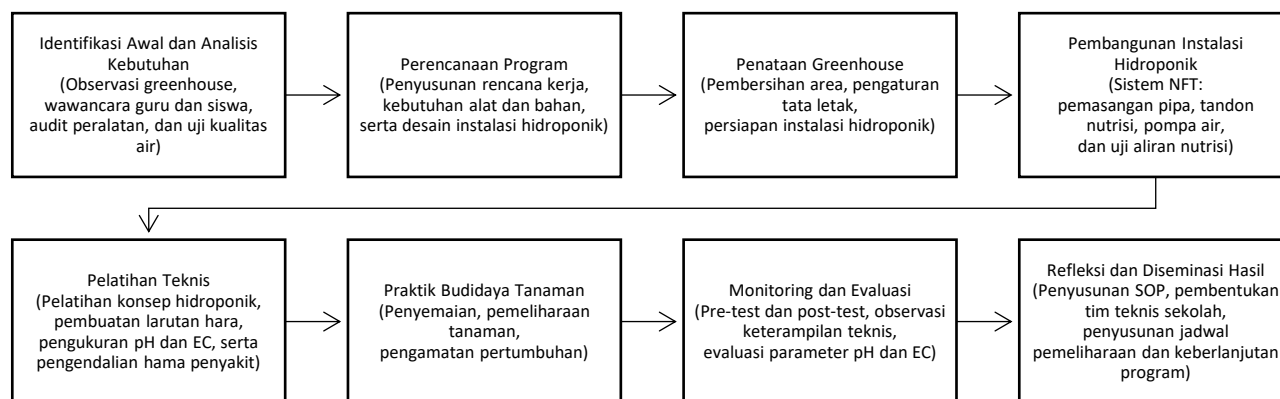 Identifikasi Awal dan Analisis
Kebutuhan
(Observasi greenhouse,
wawancara guru dan siswa,
audit peralatan, dan uji kualitas
air)
Perencanaan Program
(Penyusunan rencana kerja,
kebutuhan alat dan bahan,
serta desain instalasi hidroponik)
Penataan Greenhouse
(Pembersihan area, pengaturan
tata letak,
persiapan instalasi hidroponik)
Pembangunan Instalasi
Hidroponik
(Sistem NFT:
pemasangan pipa, tandon
nutrisi, pompa air,
dan uji aliran nutrisi)
Pelatihan Teknis
(Pelatihan konsep hidroponik,
pembuatan larutan hara,
pengukuran pH dan EC, serta
pengendalian hama penyakit)
Praktik Budidaya Tanaman
(Penyemaian, pemeliharaan
tanaman,
pengamatan pertumbuhan)
Monitoring dan Evaluasi
(Pre-test dan post-test, observasi
keterampilan teknis,
evaluasi parameter pH dan EC)
Refleksi dan Diseminasi Hasil
(Penyusunan SOP, pembentukan
tim teknis sekolah,
penyusunan jadwal
pemeliharaan dan keberlanjutan
program)